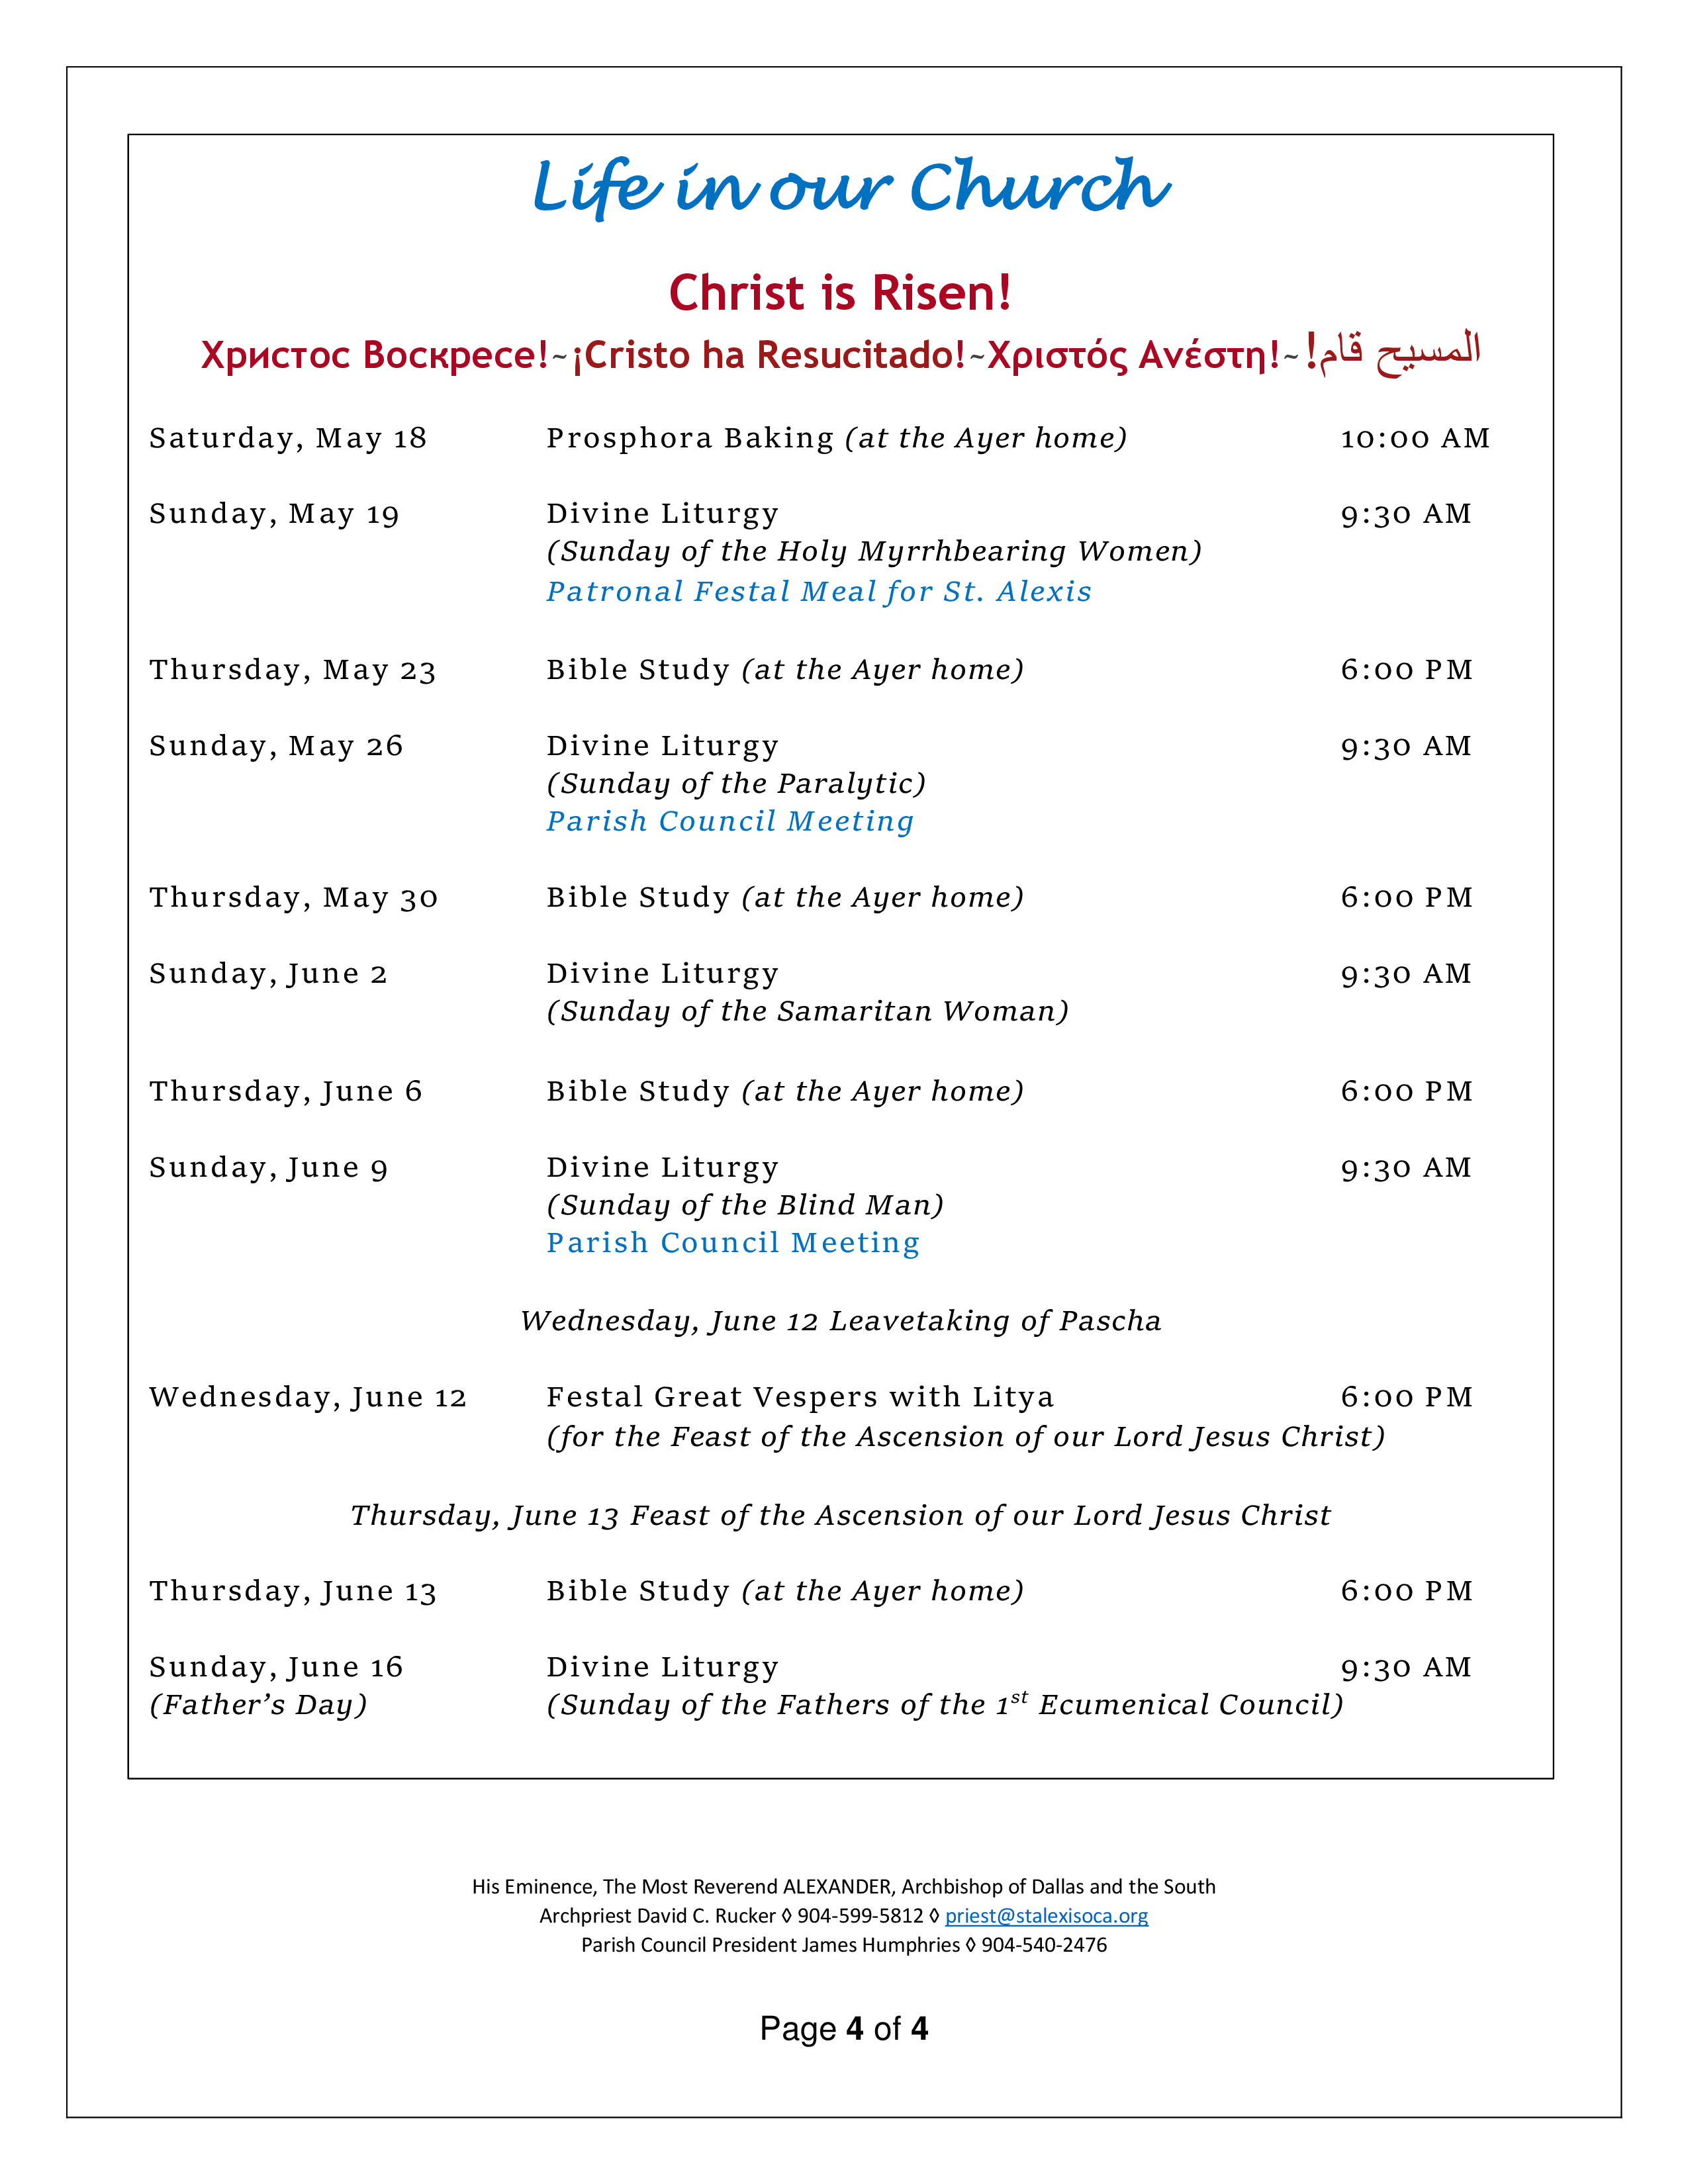 Life in our Church
Christ is Risen!
Христос Воскресе!~¡Cristo ha Resucitado!~Χριστός Ανέστη!~المسيح قام!
Saturday, May 18 Prosphora Baking (at the Ayer home) 10:00 AM
Sunday, May 19 Divine Liturgy 9:30 AM
(Sunday of the Holy Myrrhbearing Women)
Patronal Festal Meal for St. Alexis
Thursday, May 23 Bible Study (at the Ayer home) 6:00 PM
Sunday, May 26 Divine Liturgy 9:30 AM
(Sunday of the Paralytic)
Parish Council Meeting
Thursday, May 30 Bible Study (at the Ayer home) 6:00 PM
Sunday, June 2 Divine Liturgy 9:30 AM
(Sunday of the Samaritan Woman)
Thursday, June 6 Bible Study (at the Ayer home) 6:00 PM
Sunday, June 9 Divine Liturgy 9:30 AM
(Sunday of the Blind Man)
Parish Council Meeting
Wednesday, June 12 Leavetaking of Pascha
Wednesday, June 12 Festal Great Vespers with Litya 6:00 PM
(for the Feast of the Ascension of our Lord Jesus Christ)
Thursday, June 13 Feast of the Ascension of our Lord Jesus Christ
Thursday, June 13 Bible Study (at the Ayer home) 6:00 PM
Sunday, June 16 Divine Liturgy 9:30 AM
(Father’s Day) (Sunday of the Fathers of the 1st Ecumenical Council)
His Eminence, The Most Reverend ALEXANDER, Archbishop of Dallas and the South
Archpriest David C. Rucker ◊ 904-599-5812 ◊ priest@stalexisoca.org
Parish Council President James Humphries ◊ 904-540-2476
Page 4 of 4